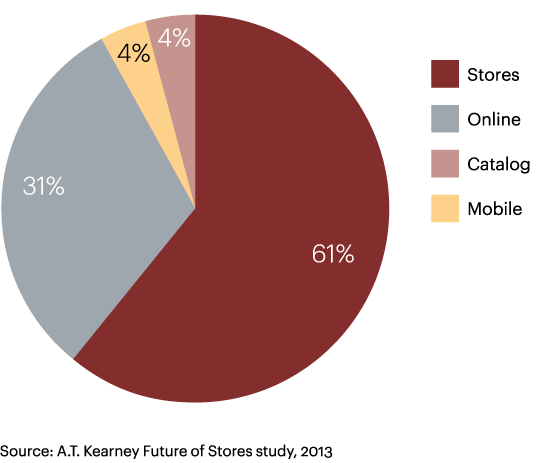 4%
4%
Stores
Online
31%
Catalog
Mobile
61%
Source: A.T. Kearney Future of Stores study, 2013